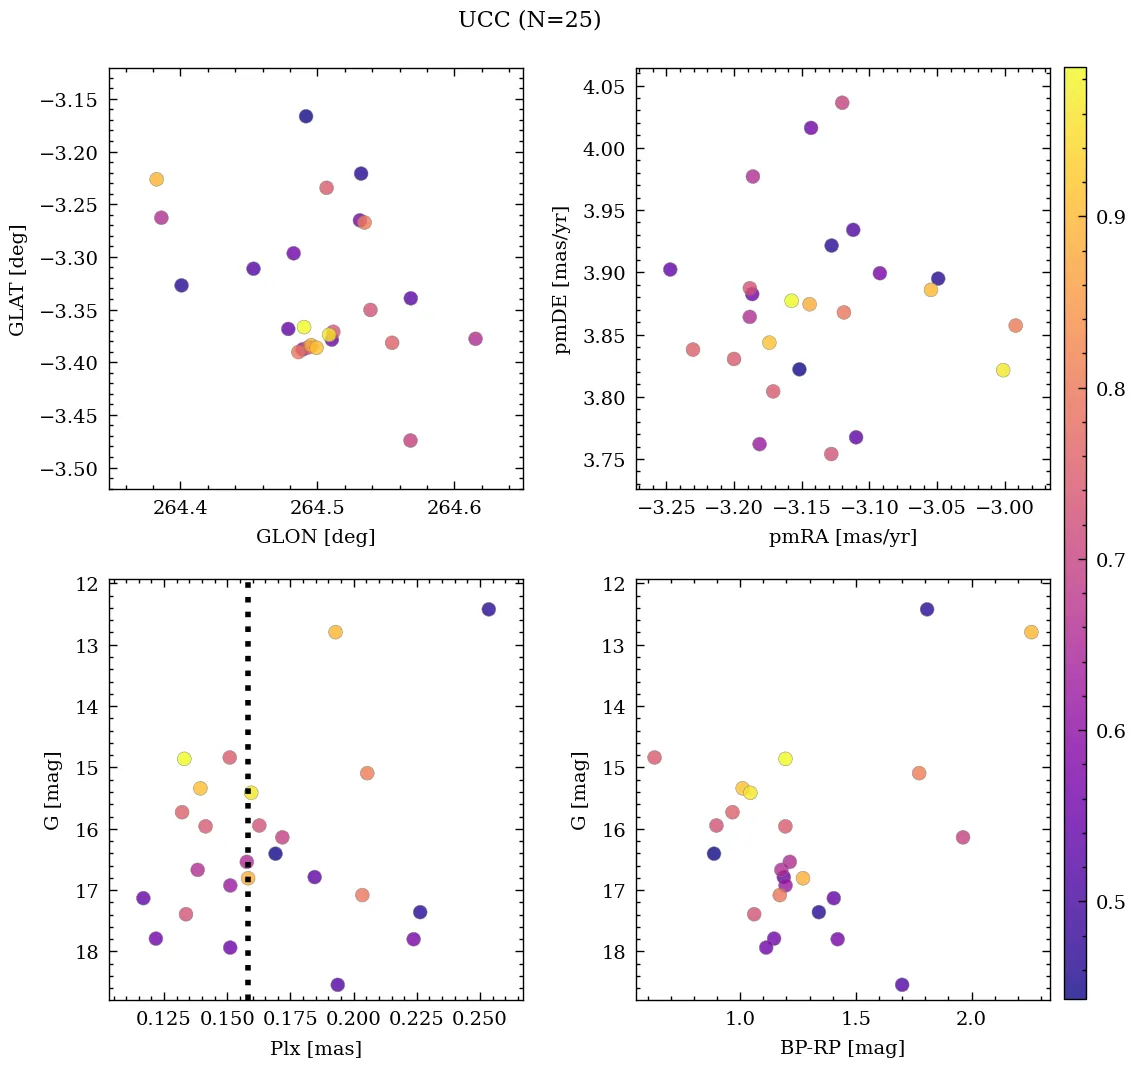 UCC (N=25)
−3.15
−3.20
−3.25
−3.30
−3.35
−3.40
−3.45
−3.50
GLAT [deg]
264.4 264.5 264.6
GLON [deg]
4.05
4.00
3.95
3.90
3.85
3.80
3.75
pmDE [mas/yr]
−3.25 −3.20 −3.15 −3.10 −3.05 −3.00
pmRA [mas/yr]
12
13
14
15
16
17
18
G [mag]
0.125 0.150 0.175 0.200 0.225 0.250
Plx [mas]
12
13
14
15
16
17
18
G [mag]
1.0 1.5 2.0
BP-RP [mag]
0.9
0.8
0.7
0.6
0.5